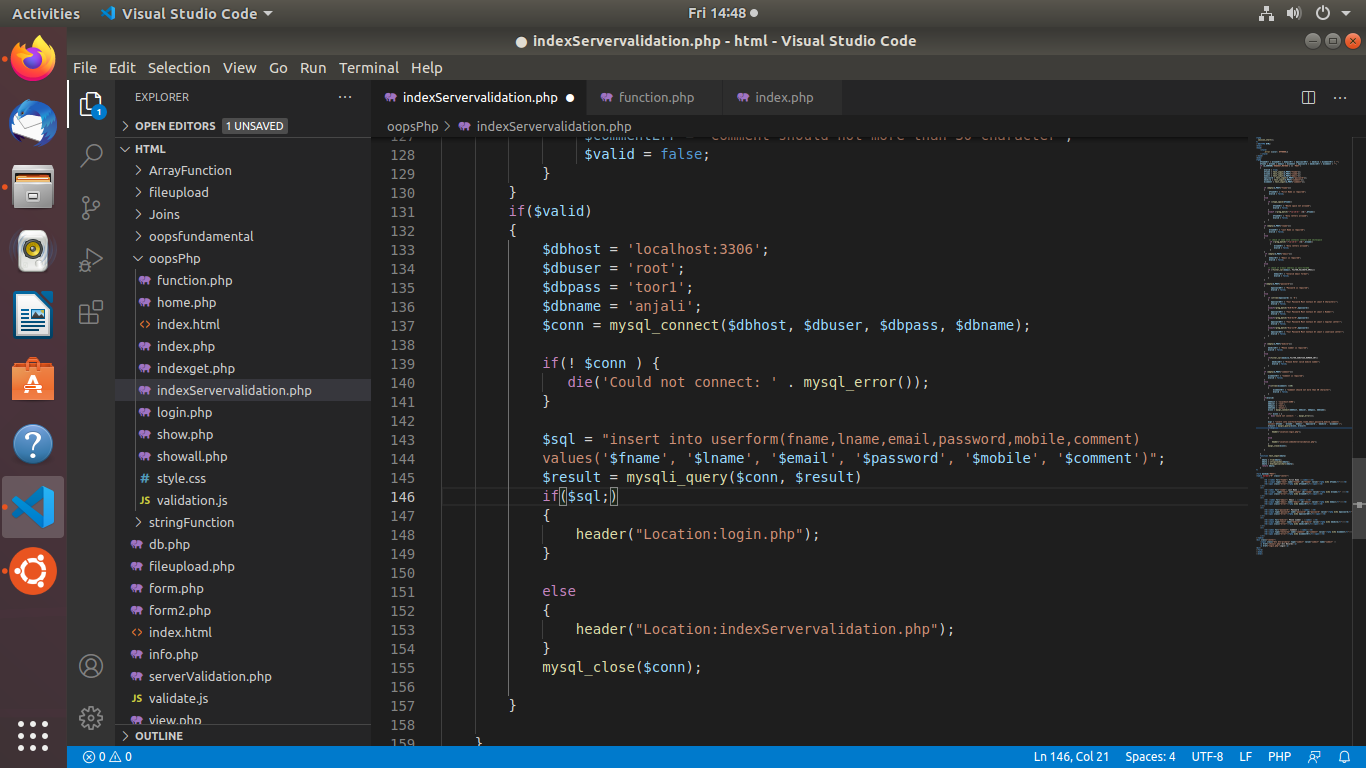 Activities Visual Studio Code Fri 14:48
indexServervalidation.php - html - Visual Studio Code
File Edit Selection View Go Run Terminal Help
EXPLORER
OPEN EDITORS 1 UNSAVED
HTML
ArrayFunction
fileupload
Joins
oopsfundamental
oopsPhp
function.php
home.php
index.html
index.php
indexget.php
indexServervalidation.php
login.php
show.php
showall.php
style.css
validation.js
stringFunction
db.php
fileupload.php
form.php
form2.php
index.html
info.php
serverValidation.php
validate.js
view.php
OUTLINE
indexServervalidation.php function.php index.php
oopsPhp > indexServervalidation.php
128 $valid = false;
129 }
130 }
131 if($valid)
132 {
133 $dbhost = 'localhost:3306';
134 $dbuser = 'root';
135 $dbpass = 'toor1';
136 $dbname = 'anjali';
137 $conn = mysql_connect($dbhost, $dbuser, $dbpass, $dbname);
138
139 if(! $conn ) {
140 die('Could not connect: ' . mysql_error());
141 }
142
143 $sql = "insert into userform(fname,lname,email,password,mobile,comment)
144 values('$fname', '$lname', '$email', '$password', '$mobile', '$comment')";
145 $result = mysqli_query($conn, $result)
146 if($sql;)
147 {
148 header("Location:login.php");
149 }
150
151 else
152 {
153 header("Location:indexServervalidation.php");
154 }
155 mysql_close($conn);
156
157 }
158
159 }
0 0 Ln 146, Col 21 Spaces: 4 UTF-8 LF PHP